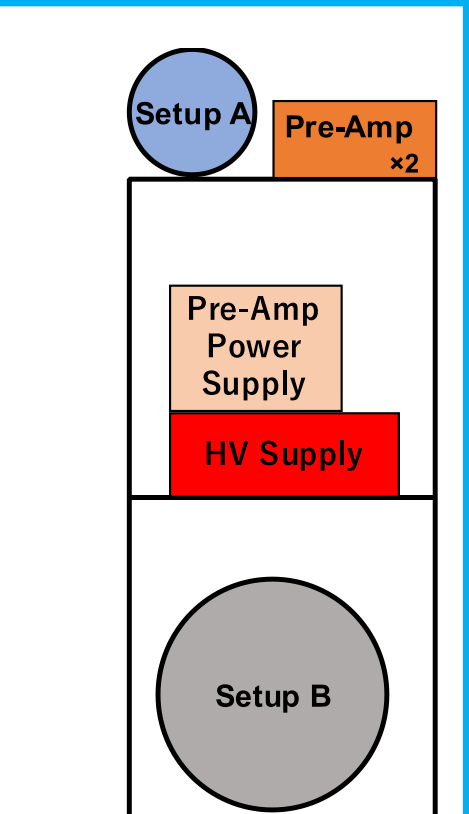 Setup A
Pre-Amp
×2
Pre-Amp
Power
Supply
HV Supply
Setup B